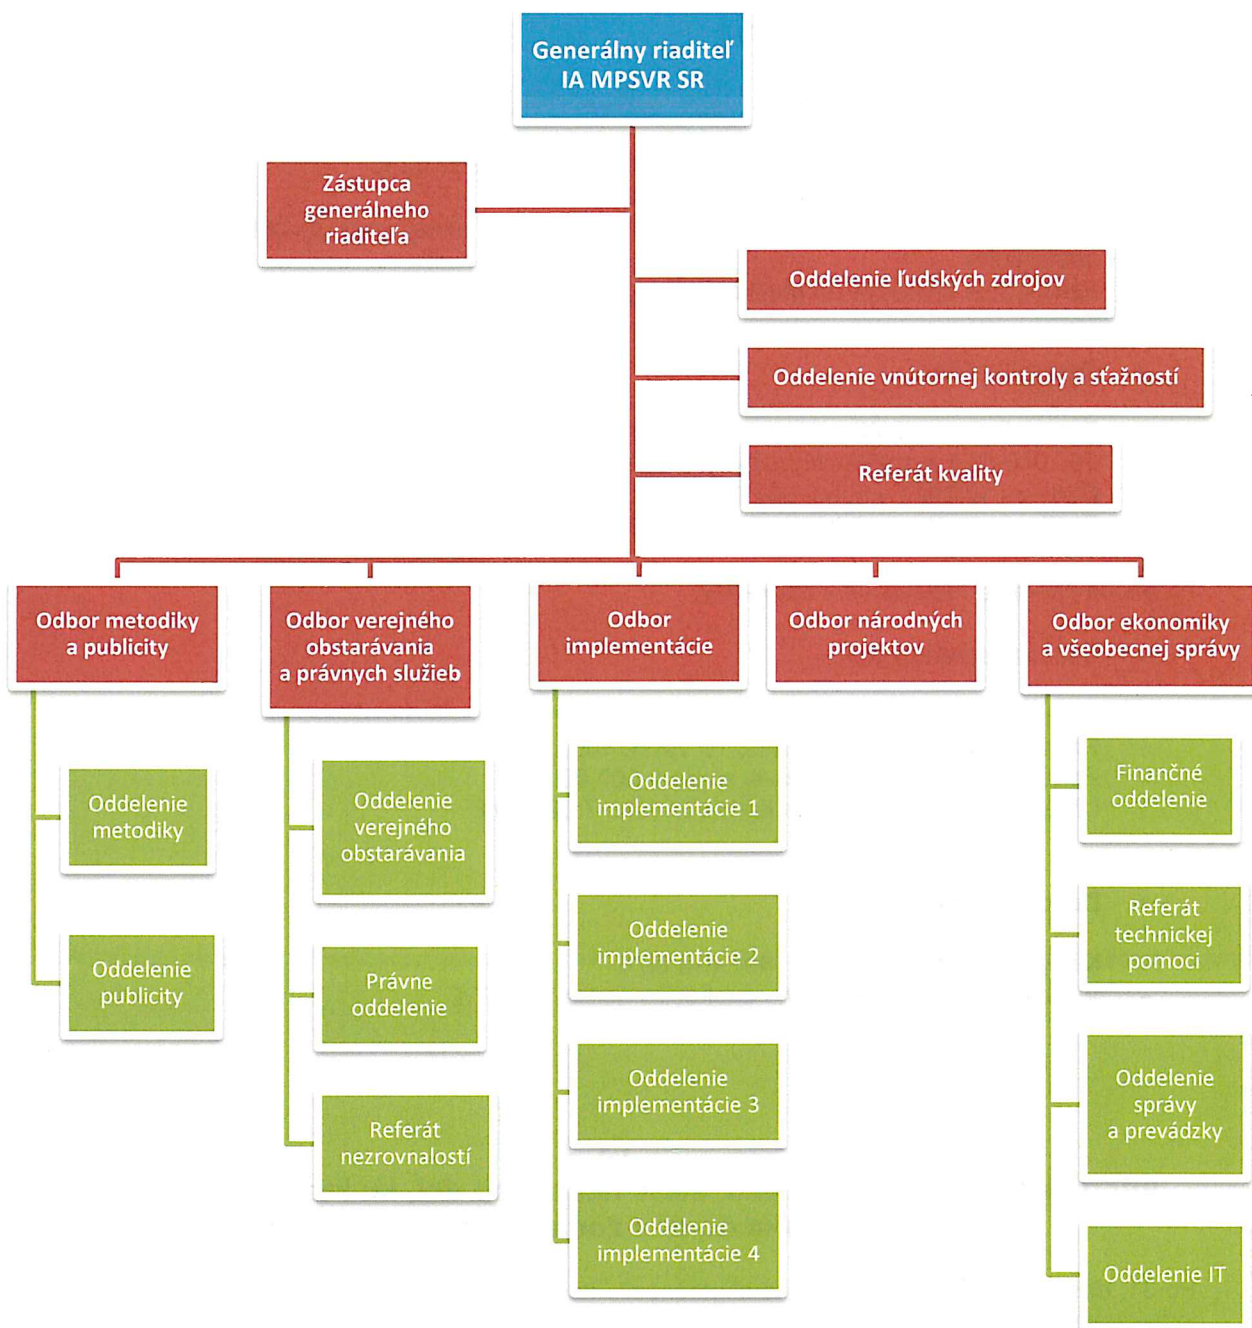 Generálny riaditeľ
IA MPSVR SR
Zástupca
generálneho
riaditeľa
Oddelenie ľudských zdrojov
Oddelenie vnútornej kontroly a sťažností
Referát kvality
Odbor metodiky
a publicity
Odbor verejného
obstarávania
a právnych služieb
Odbor
implementácie
Odbor národných
projektov
Odbor ekonomiky
a všeobecnej správy
Oddelenie
metodiky
Oddelenie
publicity
Oddelenie
verejného
obstarávania
Právne
oddelenie
Referát
nezrovnalostí
Oddelenie
implementácie 1
Oddelenie
implementácie 2
Oddelenie
implementácie 3
Oddelenie
implementácie 4
Finančné
oddelenie
Referát
technickej
pomoci
Oddelenie
správy
a prevádzky
Oddelenie IT